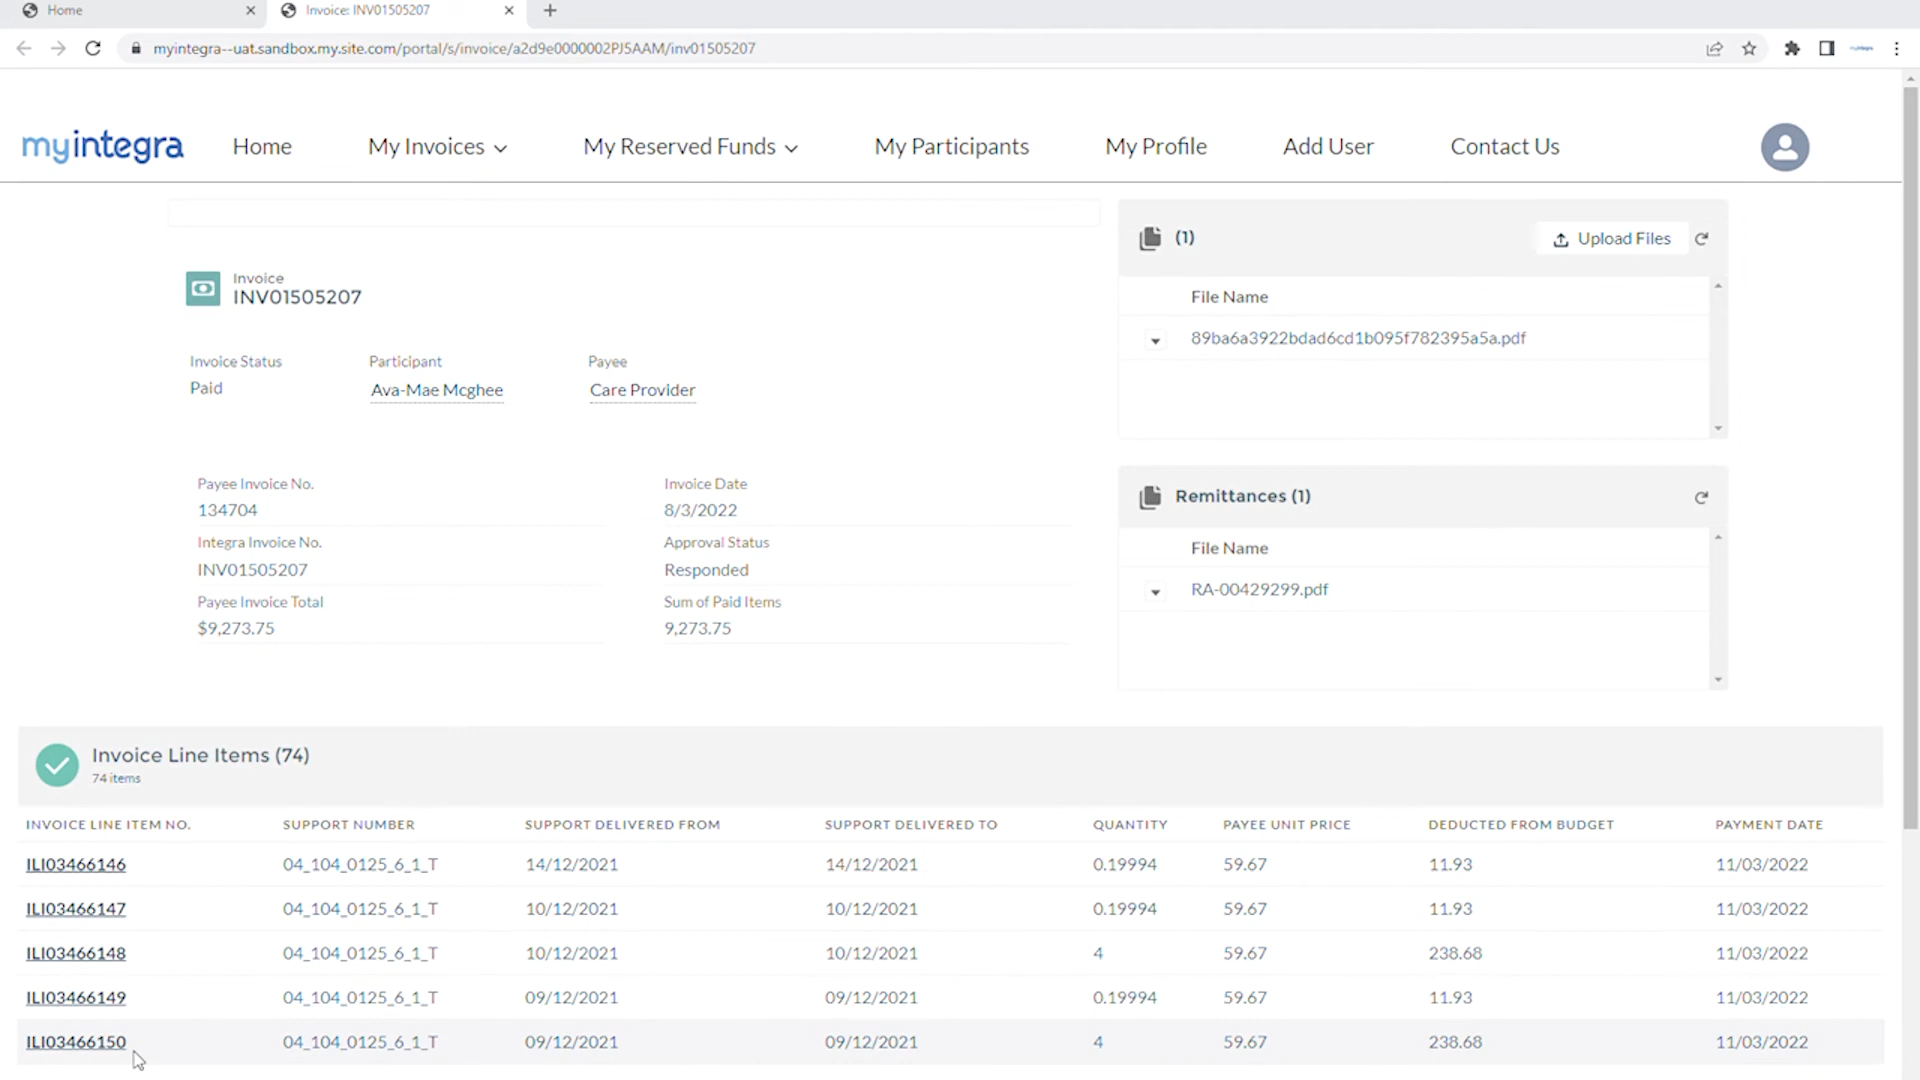 Home
Invoice: INV01505207
myintegra--uat.sandbox.my.site.com/portal/s/invoice/a2d9e0000002PJ5AAM/inv01505207
myintegra Home My Invoices My Reserved Funds My Participants My Profile Add User Contact Us
(1) Upload Files
File Name
89ba6a3922bdad6cd1b095f782395a5a.pdf
Invoice
INV01505207
Invoice Status Participant Payee
Paid Ava-Mae Mcghee Care Provider
Payee Invoice No. Invoice Date
134704 8/3/2022
Integra Invoice No. Approval Status
INV01505207 Responded
Payee Invoice Total Sum of Paid Items
$9,273.75 9,273.75
Remittances (1)
File Name
RA-00429299.pdf
Invoice Line Items (74)
74 items
INVOICE LINE ITEM NO. SUPPORT NUMBER SUPPORT DELIVERED FROM SUPPORT DELIVERED TO QUANTITY PAYEE UNIT PRICE DEDUCTED FROM BUDGET PAYMENT DATE
ILI03466146 04_104_0125_6_1_T 14/12/2021 14/12/2021 0.19994 59.67 11.93 11/03/2022
ILI03466147 04_104_0125_6_1_T 10/12/2021 10/12/2021 0.19994 59.67 11.93 11/03/2022
ILI03466148 04_104_0125_6_1_T 10/12/2021 10/12/2021 4 59.67 238.68 11/03/2022
ILI03466149 04_104_0125_6_1_T 09/12/2021 09/12/2021 0.19994 59.67 11.93 11/03/2022
ILI03466150 04_104_0125_6_1_T 09/12/2021 09/12/2021 4 59.67 238.68 11/03/2022